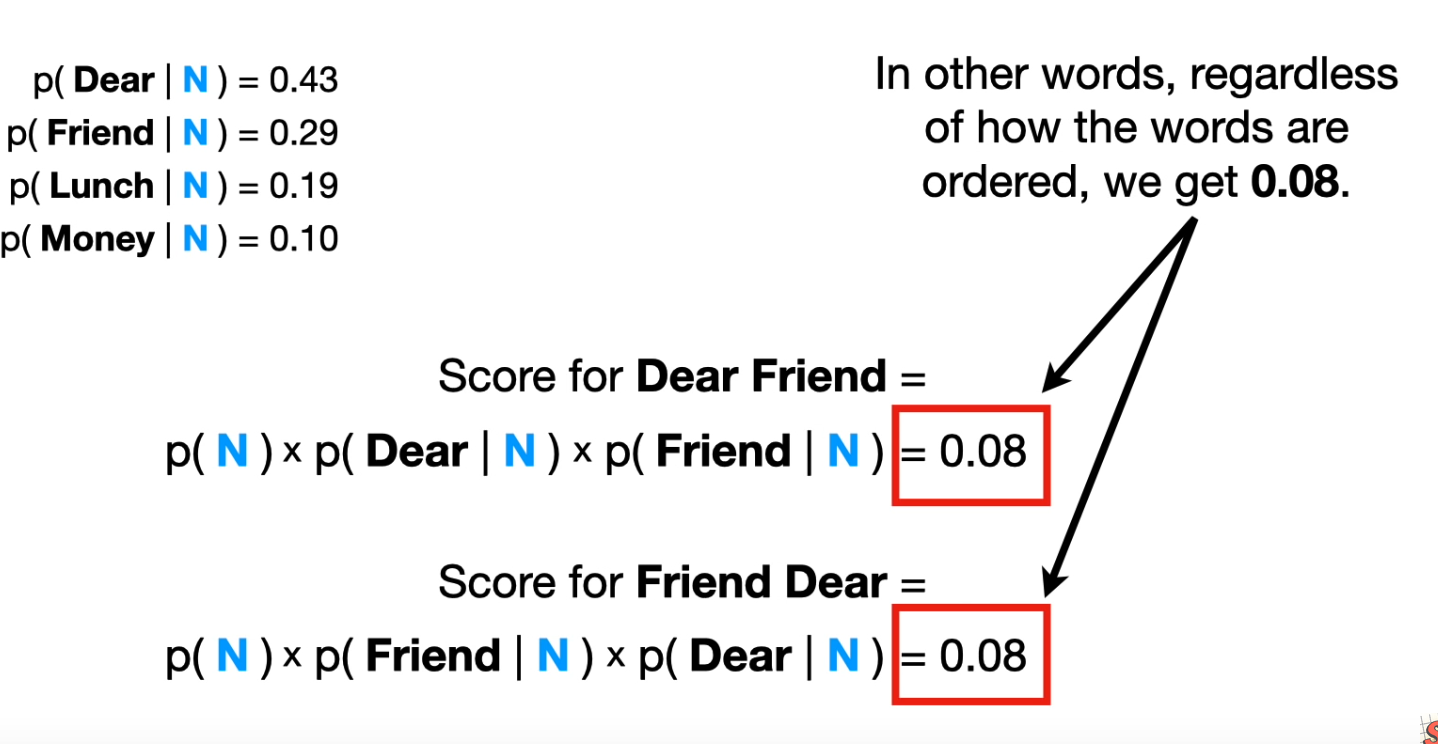 p( Dear | N ) = 0.43
p( Friend | N ) = 0.29
p( Lunch | N ) = 0.19
p( Money | N ) = 0.10
In other words, regardless
of how the words are
ordered, we get 0.08.
Score for Dear Friend =
p( N ) × p( Dear | N ) × p( Friend | N ) = 0.08
Score for Friend Dear =
p( N ) × p( Friend | N ) × p( Dear | N ) = 0.08